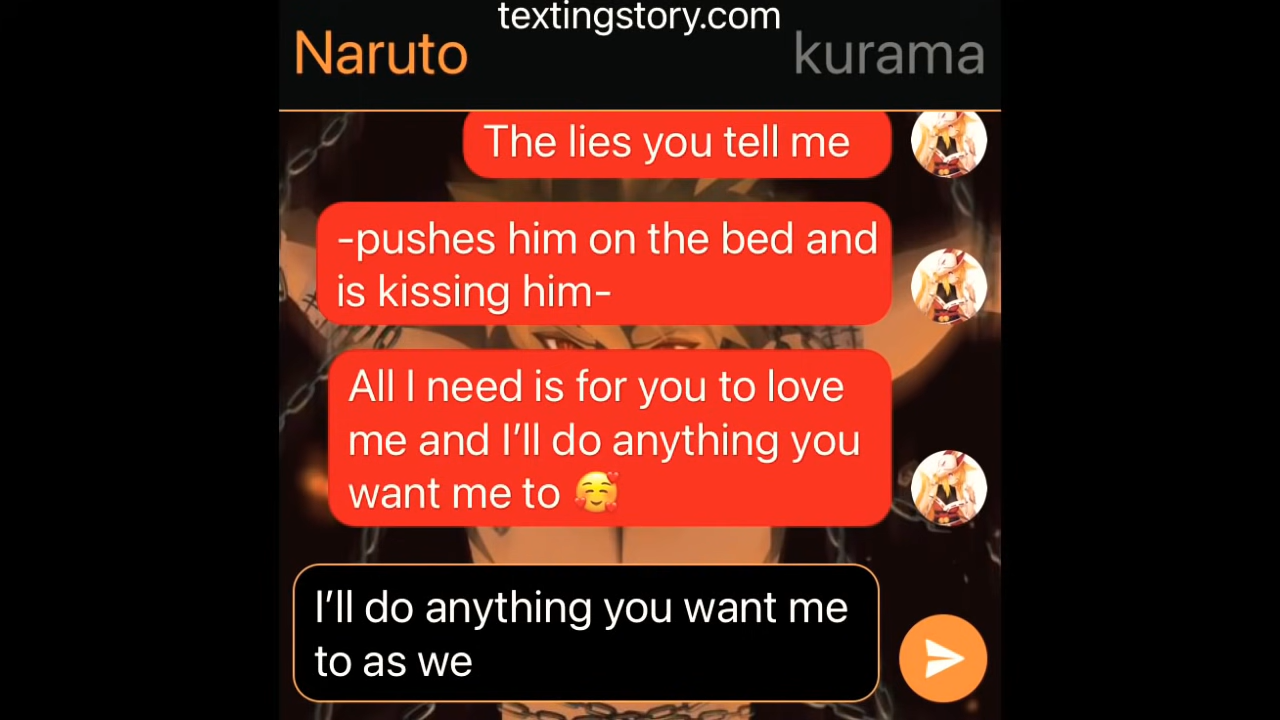 textingstory.com
Naruto
kurama
The lies you tell me
-pushes him on the bed and
is kissing him-
All I need is for you to love
me and I’ll do anything you
want me to 🥰
I’ll do anything you want me
to as we